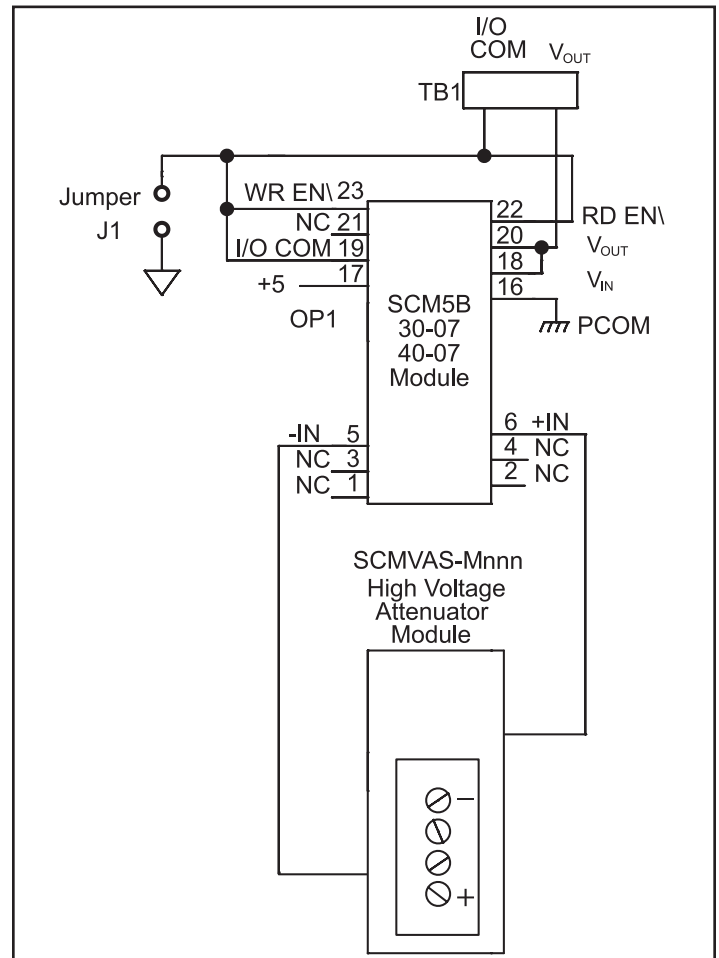 I/O
COM VOUT
TB1
Jumper
J1
WR EN\ 23
NC 21
I/O COM 19
+5 17
OP1
22 RD EN\
20 VOUT
18 VIN
16 PCOM
SCM5B
30-07
40-07
Module
-IN 5
NC 3
NC 1
6 +IN
4 NC
2 NC
SCMVAS-Mnnn
High Voltage
Attenuator
Module
−
+